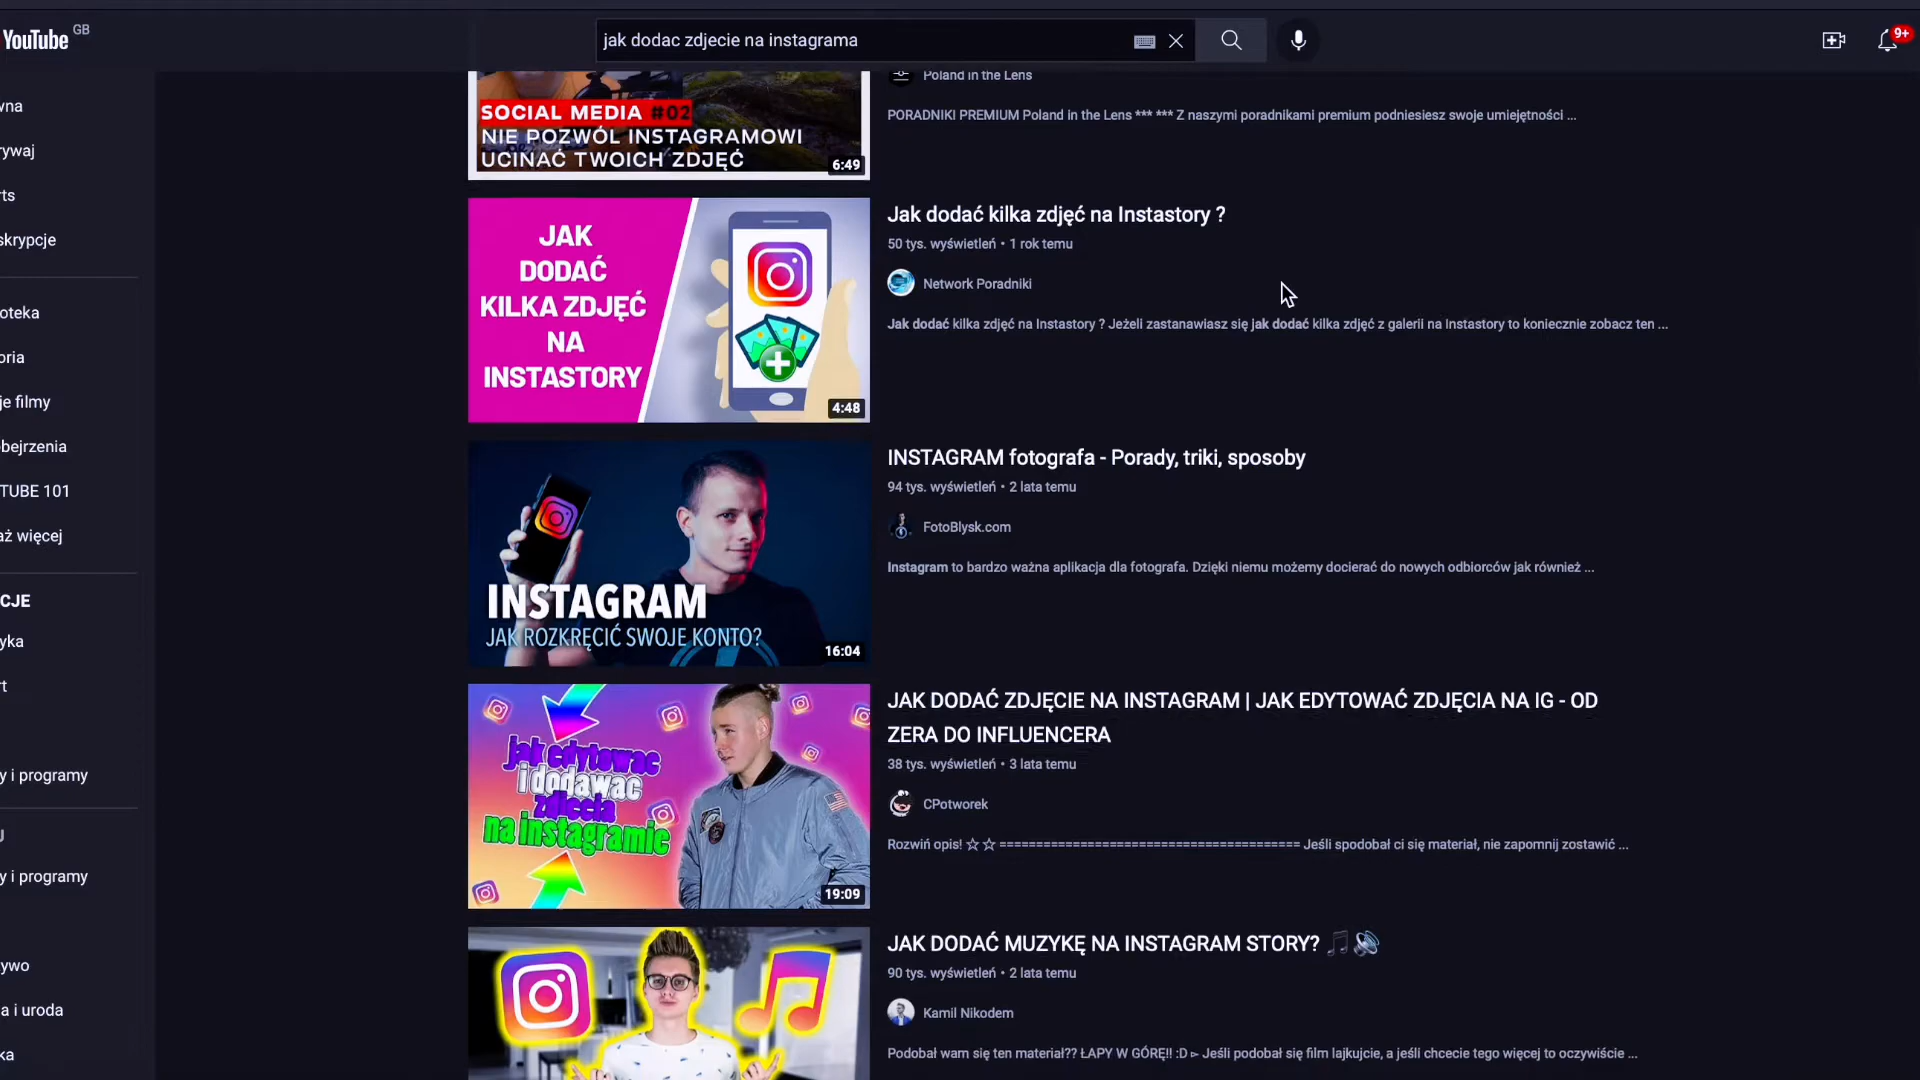 YouTube GB
jak dodac zdjecie na instagrama
9+
wna
rywaj
rts
skrypcje
oteka
oria
je filmy
bejrzenia
TUBE 101
aż więcej
CJE
yka
rt
y i programy
J
y i programy
ywo
a i uroda
ka
SOCIAL MEDIA #02
NIE POZWÓL INSTAGRAMOWI
UCINAĆ TWOICH ZDJĘĆ
6:49
Poland in the Lens
PORADNIKI PREMIUM Poland in the Lens *** *** Z naszymi poradnikami premium podniesiesz swoje umiejętności ...
JAK
DODAĆ
KILKA ZDJĘĆ
NA
INSTASTORY
4:48
Jak dodać kilka zdjęć na Instastory ?
50 tys. wyświetleń • 1 rok temu
Network Poradniki
Jak dodać kilka zdjęć na Instastory ? Jeżeli zastanawiasz się jak dodać kilka zdjęć z galerii na Instastory to koniecznie zobacz ten ...
INSTAGRAM
JAK ROZKRĘCIĆ SWOJE KONTO?
16:04
INSTAGRAM fotografa - Porady, triki, sposoby
94 tys. wyświetleń • 2 lata temu
FotoBlysk.com
Instagram to bardzo ważna aplikacja dla fotografa. Dzięki niemu możemy docierać do nowych odbiorców jak również ...
jak edytować
i dodawać
zdjęcia
na instagramie
19:09
JAK DODAĆ ZDJĘCIE NA INSTAGRAM | JAK EDYTOWAĆ ZDJĘCIA NA IG - OD
ZERA DO INFLUENCERA
38 tys. wyświetleń • 3 lata temu
CPotworek
Rozwiń opis! ☆ ☆ ========================================= Jeśli spodobał ci się materiał, nie zapomnij zostawić ...
JAK DODAĆ MUZYKĘ NA INSTAGRAM STORY? 🎵🔊
90 tys. wyświetleń • 2 lata temu
Kamil Nikodem
Podobał wam się ten materiał?? ŁAPY W GÓRĘ!! :D ► Jeśli podobał się film lajkujcie, a jeśli chcecie tego więcej to oczywiście ...